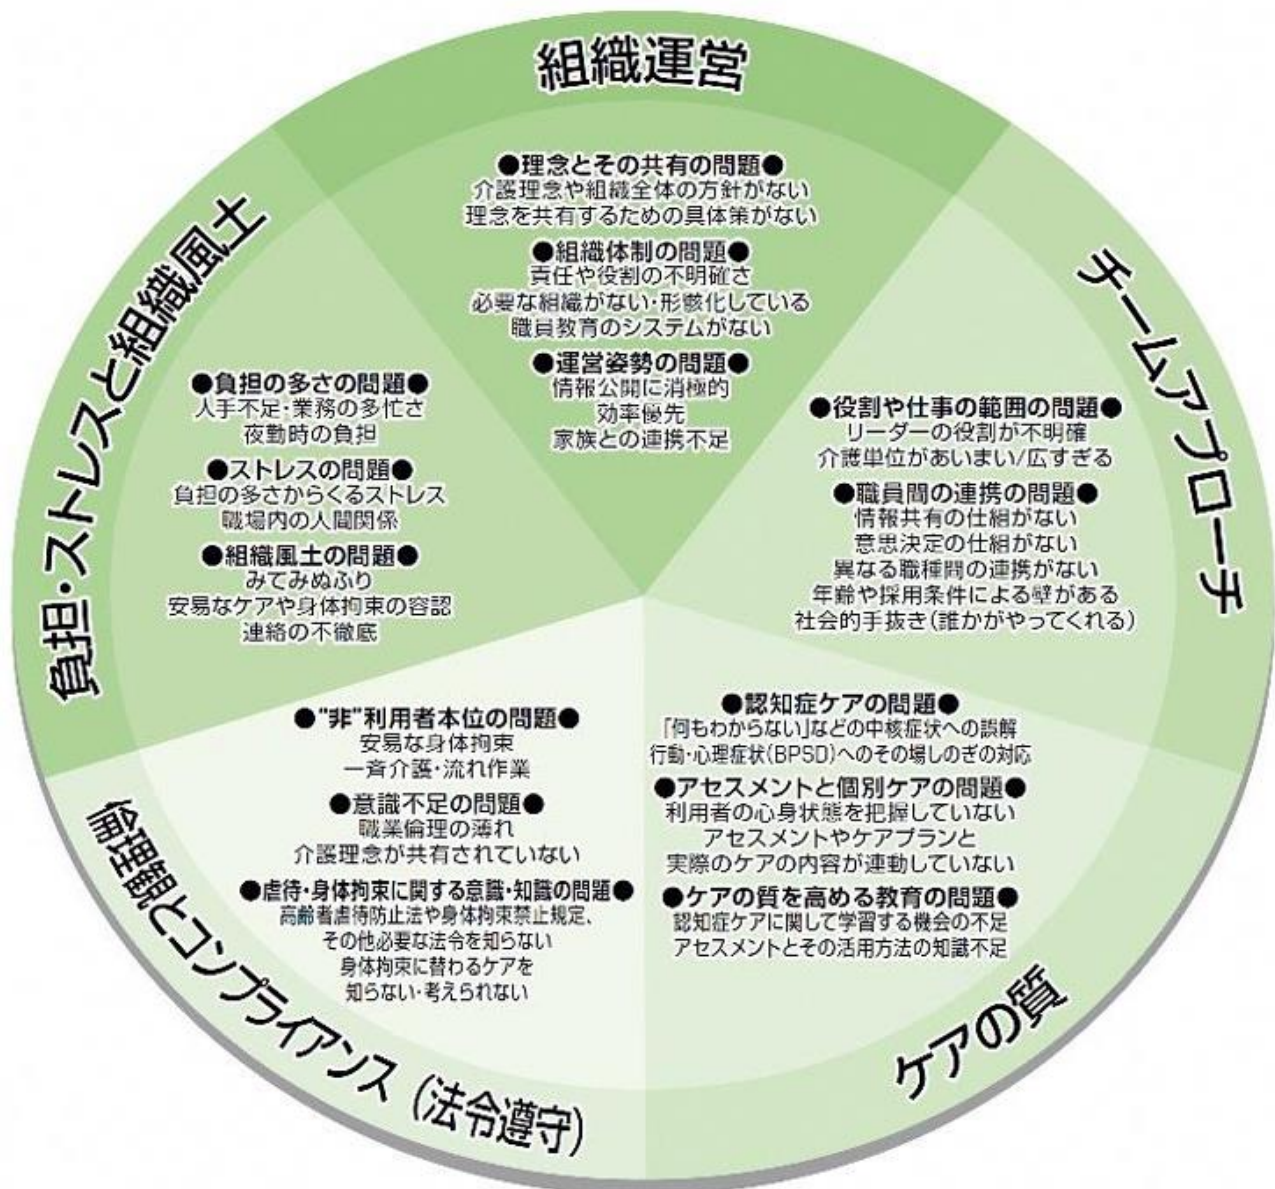 組織運営
●理念とその共有の問題●
介護理念や組織全体の方針がない
理念を共有するための具体策がない
●組織体制の問題●
責任や役割の不明確さ
必要な組織がない・形骸化している
職員教育のシステムがない
●運営姿勢の問題●
情報公開に消極的
効率優先
家族との連携不足
チームアプローチ
●役割や仕事の範囲の問題●
リーダーの役割が不明確
介護単位があいまい/広すぎる
●職員間の連携の問題●
情報共有の仕組がない
意思決定の仕組がない
異なる職種間の連携がない
年齢や採用条件による壁がある
社会的手抜き(誰かがやってくれる)
ケアの質
●認知症ケアの問題●
「何もわからない」などの中核症状への誤解
行動・心理症状(BPSD)へのその場しのぎの対応
●アセスメントと個別ケアの問題●
利用者の心身状態を把握していない
アセスメントやケアプランと
実際のケアの内容が連動していない
●ケアの質を高める教育の問題●
認知症ケアに関して学習する機会の不足
アセスメントとその活用方法の知識不足
倫理観とコンプライアンス(法令遵守)
●"非"利用者本位の問題●
安易な身体拘束
一斉介護・流れ作業
●意識不足の問題●
職業倫理の薄れ
介護理念が共有されていない
●虐待・身体拘束に関する意識・知識の問題●
高齢者虐待防止法や身体拘束禁止規定、
その他必要な法令を知らない
身体拘束に替わるケアを
知らない・考えられない
負担・ストレスと組織風土
●負担の多さの問題●
人手不足・業務の多忙さ
夜勤時の負担
●ストレスの問題●
負担の多さからくるストレス
職場内の人間関係
●組織風土の問題●
みてみぬふり
安易なケアや身体拘束の容認
連絡の不徹底